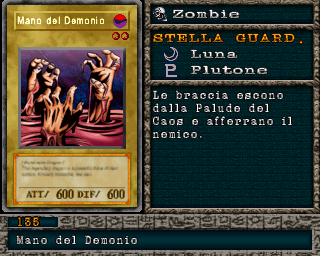 Mano del Demonio
ATT/ 600 DIF/ 600
Zombie
STELLA GUARD.
Luna
Plutone
Le braccia escono
dalla Palude del
Caos e afferrano il
nemico.
135
Mano del Demonio